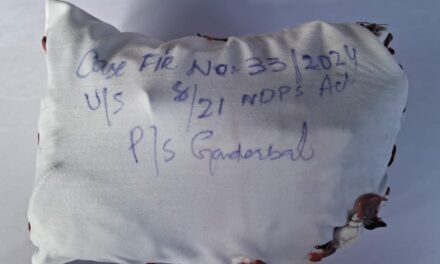 Case FIR No: 33/2024
U/S 8/21 NDPS Act
P/S Ganderbal